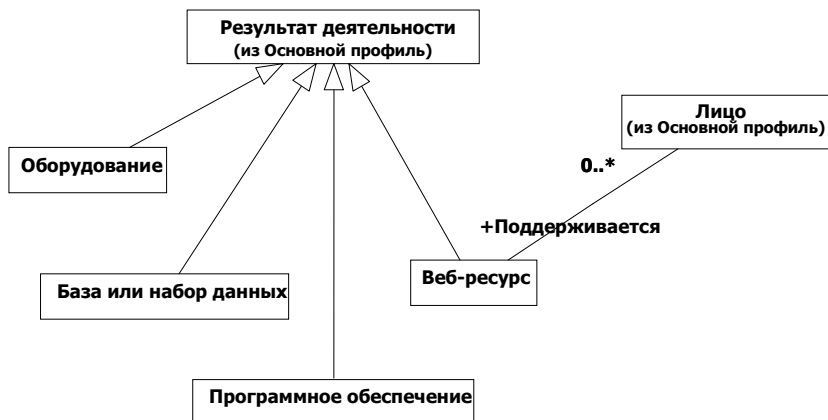 Результат деятельности
(из Основной профиль)
Лицо
(из Основной профиль)
Оборудование
0..*
+Поддерживается
База или набор данных
Веб-ресурс
Программное обеспечение